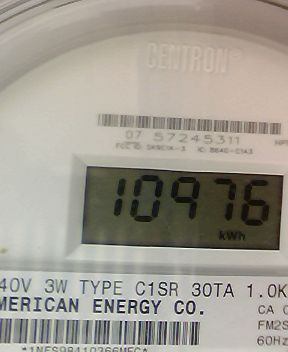 CENTRON®
07 57245311
10976
kWh
40V 3W TYPE C1SR 30TA 1.0K
MERICAN ENERGY CO.
CA
FM2S
60Hz